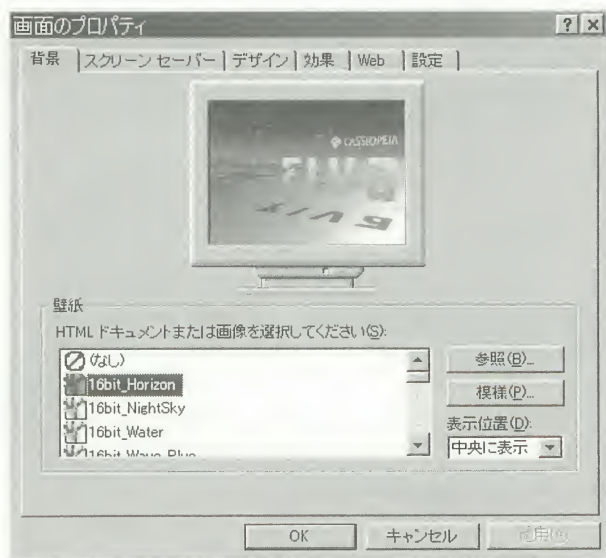 画面のプロパティ
? ×
背景 スクリーン セーバー デザイン 効果 Web 設定
CASSIOPEIA
FIVA
壁紙
HTML ドキュメントまたは画像を選択してください(S):
(なし)
16bit_Horizon
16bit_NightSky
16bit_Water
16bit_Wave_Blue
参照(B)...
模様(P)...
表示位置(D):
中央に表示
OK キャンセル 適用(A)